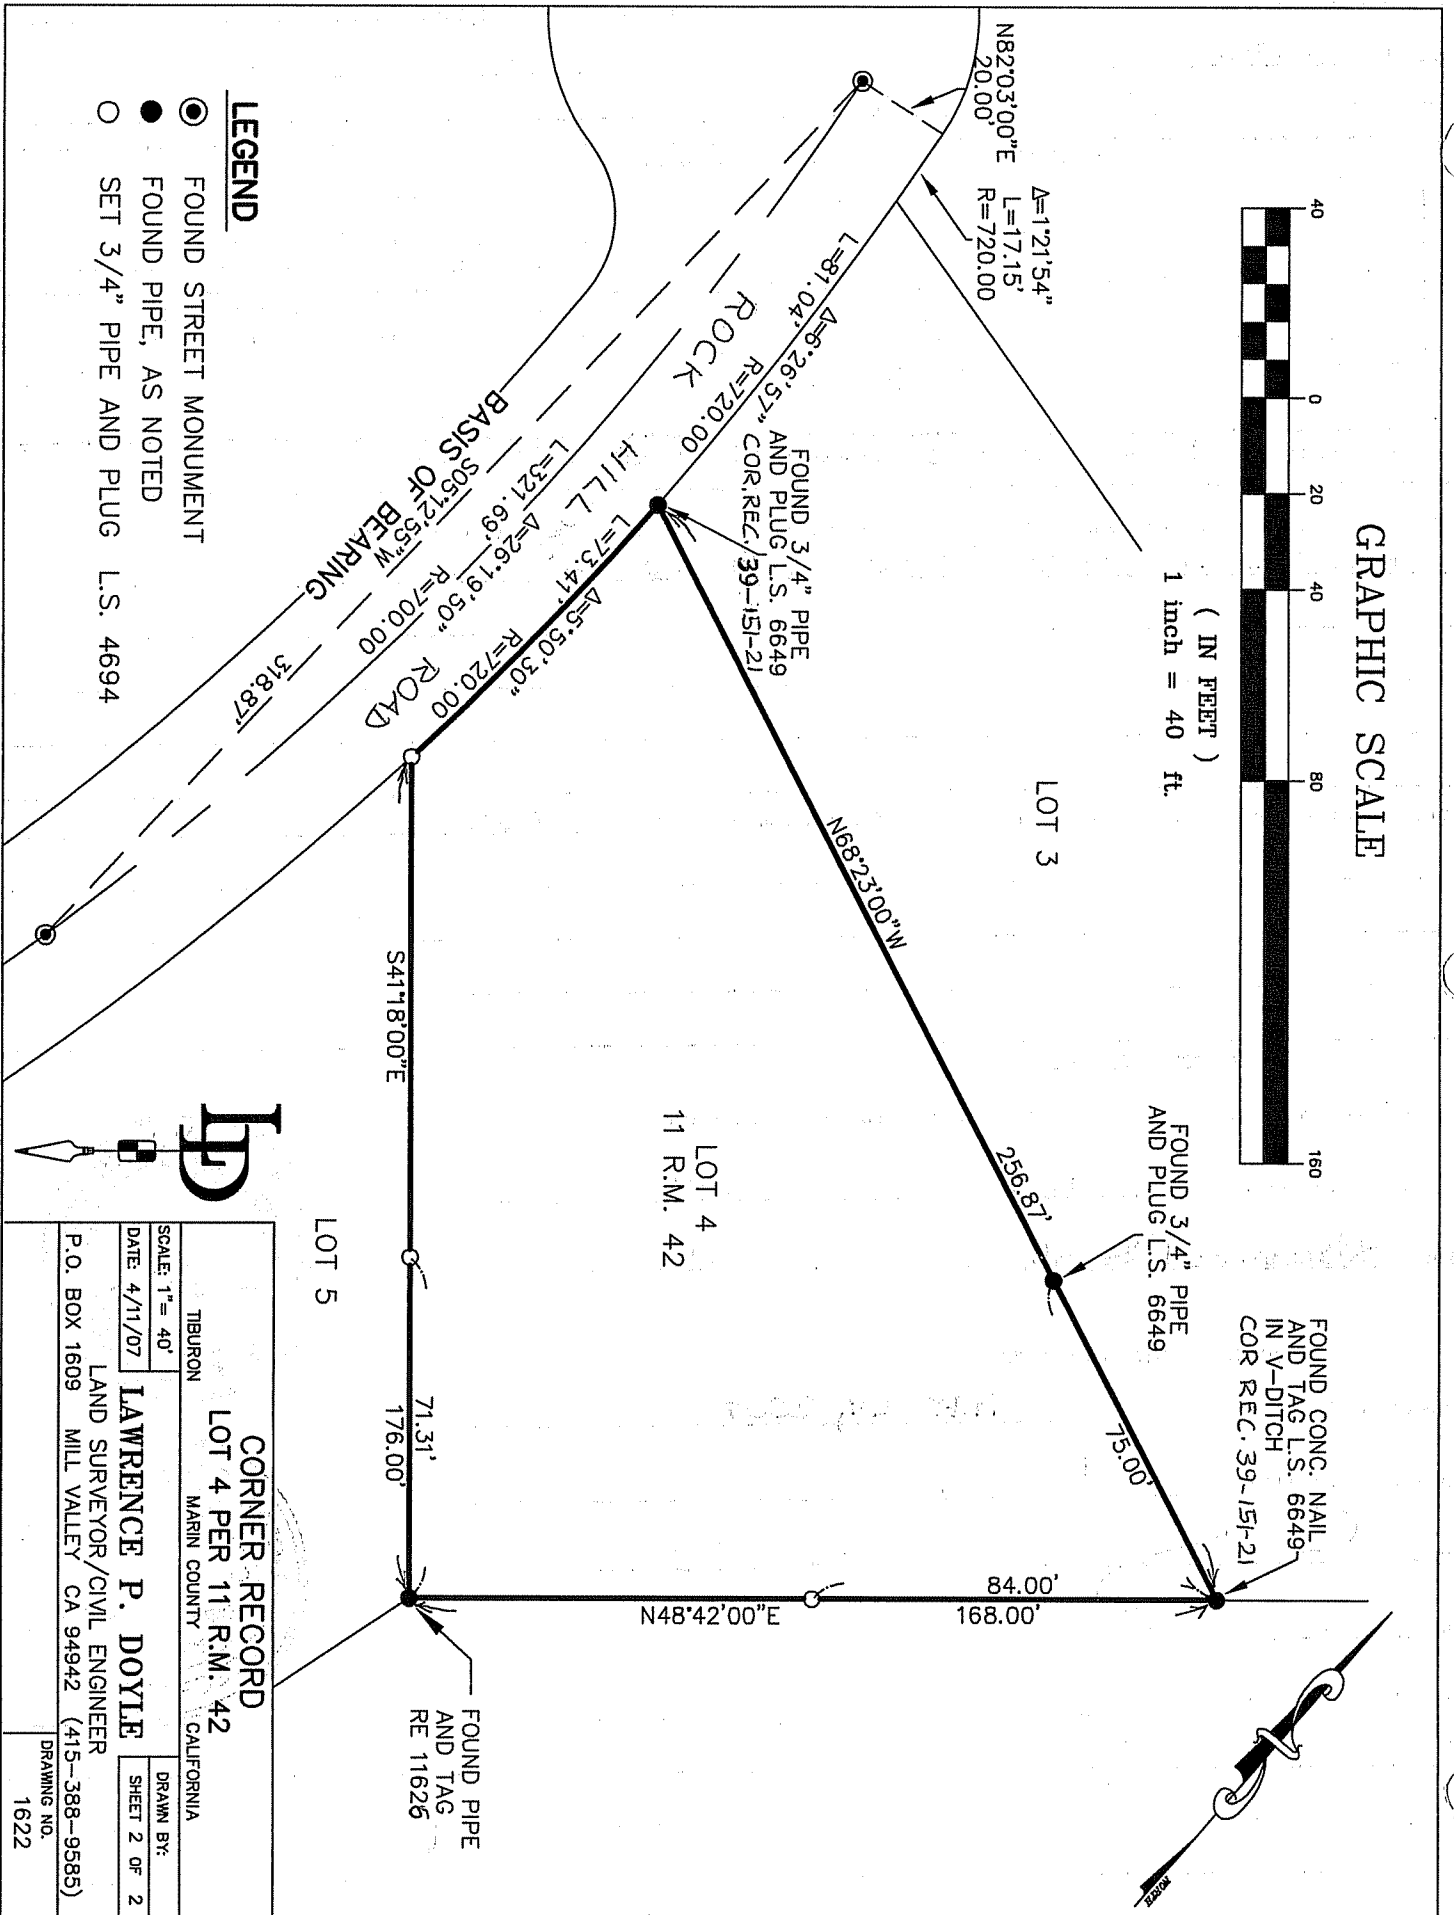 GRAPHIC SCALE
40
0
20
40
80
160
( IN FEET )
1 inch = 40 ft.
N82°03'00"E
20.00'
Δ=1°21'54"
L=17.15'
R=720.00
L=81.04'
Δ=6°26'57"
R=720.00
FOUND 3/4" PIPE
AND PLUG L.S. 6649
COR. REC. 39-151-21
LOT 3
N68°23'00"W
256.87'
75.00'
FOUND 3/4" PIPE
AND PLUG L.S. 6649
FOUND CONC. NAIL
AND TAG L.S. 6649
IN V-DITCH
COR REC. 39-151-21
84.00'
168.00'
N48°42'00"E
NORTH
LOT 4
11 R.M. 42
ROCK HILL ROAD
L=73.41'
Δ=5°50'30"
R=720.00
L=321.69'
Δ=26°19'50"
R=700.00
S05°12'55"W
318.87'
BASIS OF BEARING
S41°18'00"E
71.31'
176.00'
FOUND PIPE
AND TAG
RE 11626
LOT 5
LEGEND
FOUND STREET MONUMENT
FOUND PIPE, AS NOTED
SET 3/4" PIPE AND PLUG L.S. 4694
LD
CORNER RECORD
LOT 4 PER 11 R.M. 42
TIBURON MARIN COUNTY CALIFORNIA
SCALE: 1"= 40'
DATE: 4/11/07
LAWRENCE P. DOYLE
LAND SURVEYOR/CIVIL ENGINEER
P.O. BOX 1609 MILL VALLEY CA 94942 (415-388-9585)
DRAWN BY:
SHEET 2 OF 2
DRAWING NO.
1622